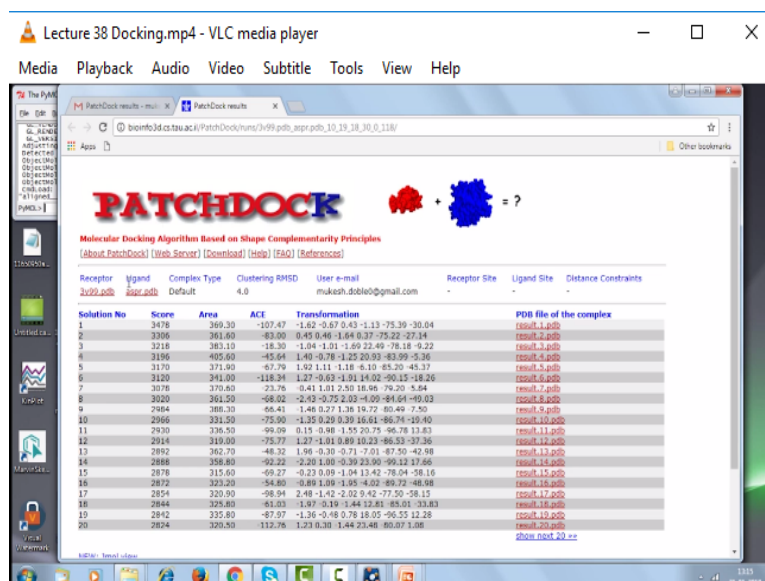 Lecture 38 Docking.mp4 - VLC media player
Media Playback Audio Video Subtitle Tools View Help
The PyMO
PatchDock results - muk
PatchDock results
bioinfo3d.cs.tau.ac.il/PatchDock/runs/3v99.pdb_aspr.pdb_10_19_18_30_0_118/
Apps
Other bookmarks
PyMOL>
PATCHDOCK
+ = ?
Molecular Docking Algorithm Based on Shape Complementarity Principles
[About PatchDock] [Web Server] [Download] [Help] [FAQ] [References]
Receptor Ligand Complex Type Clustering RMSD User e-mail Receptor Site Ligand Site Distance Constraints
3v99.pdb aspr.pdb Default 4.0 mukesh.doble0@gmail.com - - -
Solution No Score Area ACE Transformation PDB file of the complex
1 3478 369.30 -107.47 -1.62 -0.67 0.43 -1.13 -75.39 -30.04 result.1.pdb
2 3306 361.60 -83.00 0.45 0.46 -1.64 0.37 -75.22 -27.14 result.2.pdb
3 3218 383.10 -18.30 -1.04 -1.01 -1.69 22.49 -78.18 -9.22 result.3.pdb
4 3196 405.60 -45.64 1.40 -0.78 -1.25 20.93 -83.99 -5.36 result.4.pdb
5 3170 371.90 -67.79 1.92 1.11 -1.18 -6.10 -85.20 -45.37 result.5.pdb
6 3120 341.00 -118.34 1.27 -0.63 -1.91 14.02 -90.15 -18.26 result.6.pdb
7 3078 370.60 -23.76 -0.41 1.01 2.50 18.96 -79.20 -5.84 result.7.pdb
8 3020 361.50 -68.02 -2.43 -0.75 2.03 -4.09 -84.64 -49.03 result.8.pdb
9 2984 388.30 -66.41 -1.46 0.27 1.36 19.72 -80.49 -7.50 result.9.pdb
10 2966 331.50 -75.90 -1.35 0.29 0.39 16.61 -86.74 -19.40 result.10.pdb
11 2930 336.50 -99.09 0.15 -0.98 -1.55 20.75 -96.78 13.83 result.11.pdb
12 2914 319.00 -75.77 1.27 -1.01 0.89 10.23 -86.53 -37.36 result.12.pdb
13 2892 362.70 -48.32 1.96 -0.30 -0.71 -7.01 -87.50 -42.98 result.13.pdb
14 2888 358.80 -92.22 -2.20 1.00 -0.39 23.90 -99.12 17.66 result.14.pdb
15 2878 315.60 -69.27 -0.23 0.09 -1.04 13.42 -78.04 -58.16 result.15.pdb
16 2872 323.20 -54.80 -0.89 1.09 -1.95 -4.02 -89.72 -48.98 result.16.pdb
17 2854 320.90 -98.94 2.48 -1.42 -2.02 9.42 -77.50 -58.15 result.17.pdb
18 2844 325.80 -61.03 -1.97 -0.19 -1.44 12.81 -85.01 -33.83 result.18.pdb
19 2842 335.80 -87.97 -1.36 -0.48 0.78 18.05 -96.55 12.28 result.19.pdb
20 2824 320.50 -112.76 1.23 0.30 -1.44 23.48 -80.07 1.08 result.20.pdb
show next 20 »
KinPlot
MarvinSke...
Virtual
Watermark
13:15